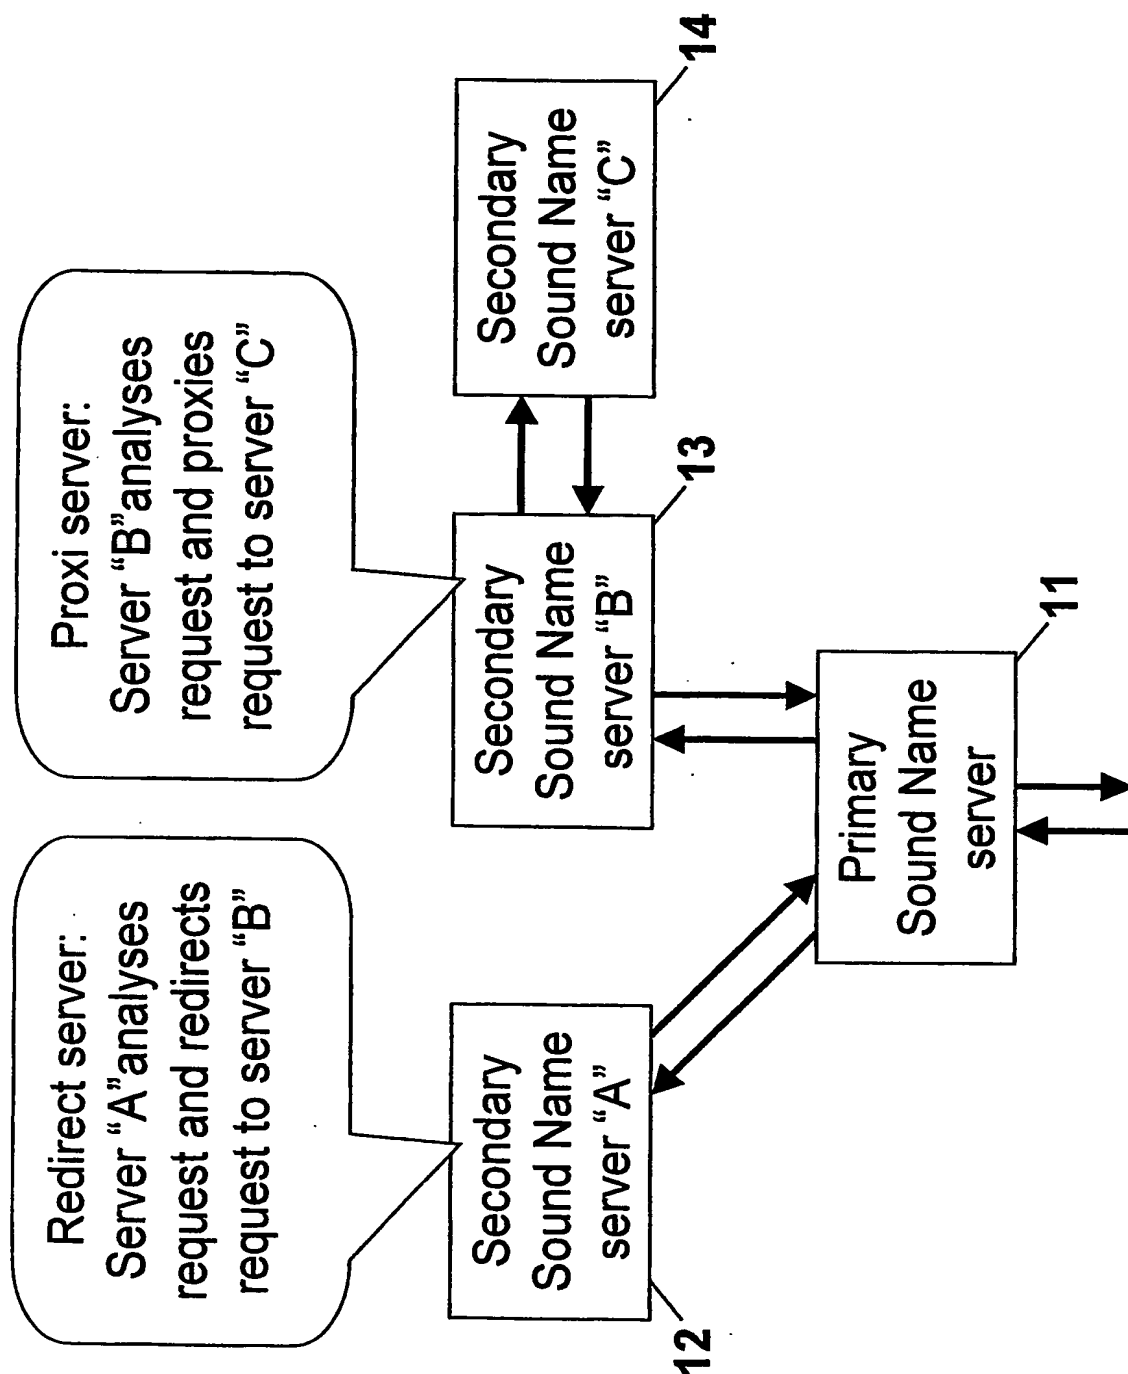 Redirect server:
Server “A”analyses
request and redirects
request to server “B”
Proxi server:
Server “B”analyses
request and proxies
request to server “C”
Secondary
Sound Name
server “A”
12
Secondary
Sound Name
server “B”
13
Secondary
Sound Name
server “C”
14
Primary
Sound Name
server
11